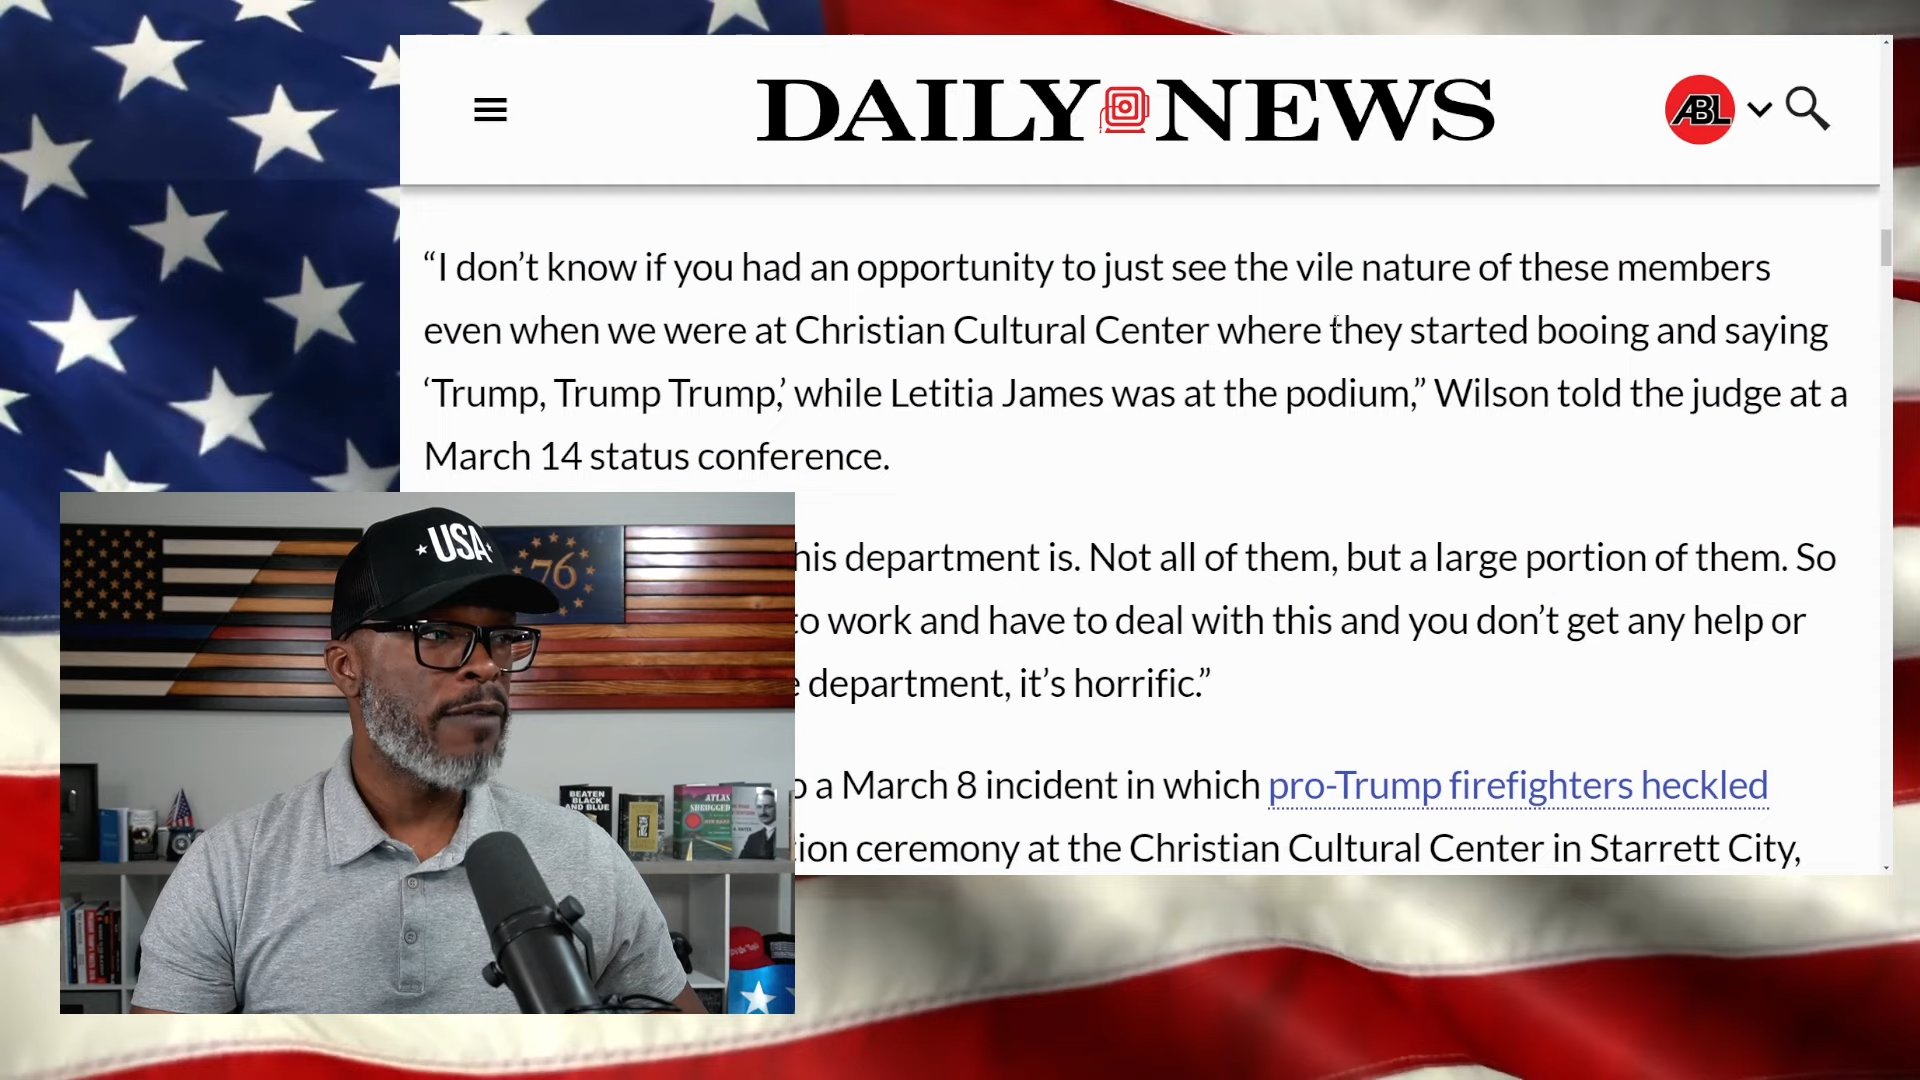 DAILY NEWS
ABL
“I don’t know if you had an opportunity to just see the vile nature of these members
even when we were at Christian Cultural Center where they started booing and saying
‘Trump, Trump Trump,’ while Letitia James was at the podium,” Wilson told the judge at a
March 14 status conference.
his department is. Not all of them, but a large portion of them. So
to work and have to deal with this and you don’t get any help or
department, it’s horrific.”
a March 8 incident in which pro-Trump firefighters heckled
tion ceremony at the Christian Cultural Center in Starrett City,
USA
76
BEATEN
BLACK
AND BLUE
ATLAS
SHRUGGED